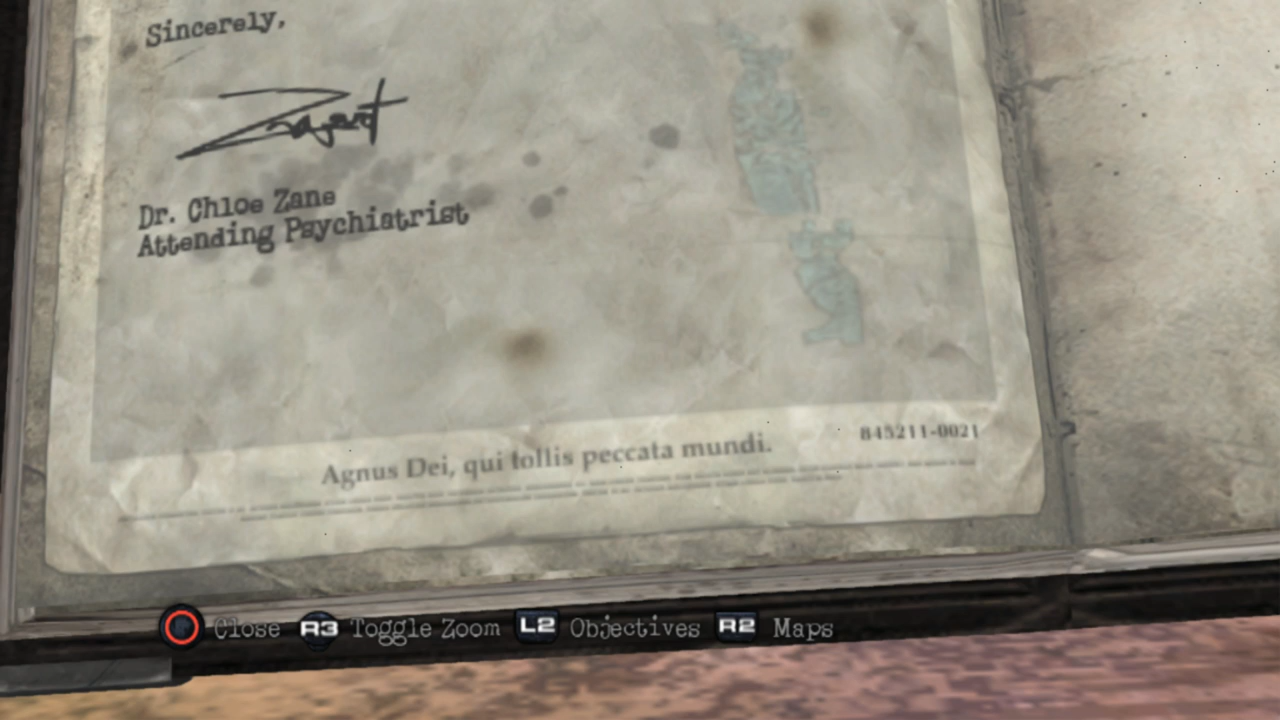 Sincerely,
Dr. Chloe Zane
Attending Psychiatrist
Agnus Dei, qui tollis peccata mundi.
845211-0021
Close R3 Toggle Zoom L2 Objectives R2 Maps